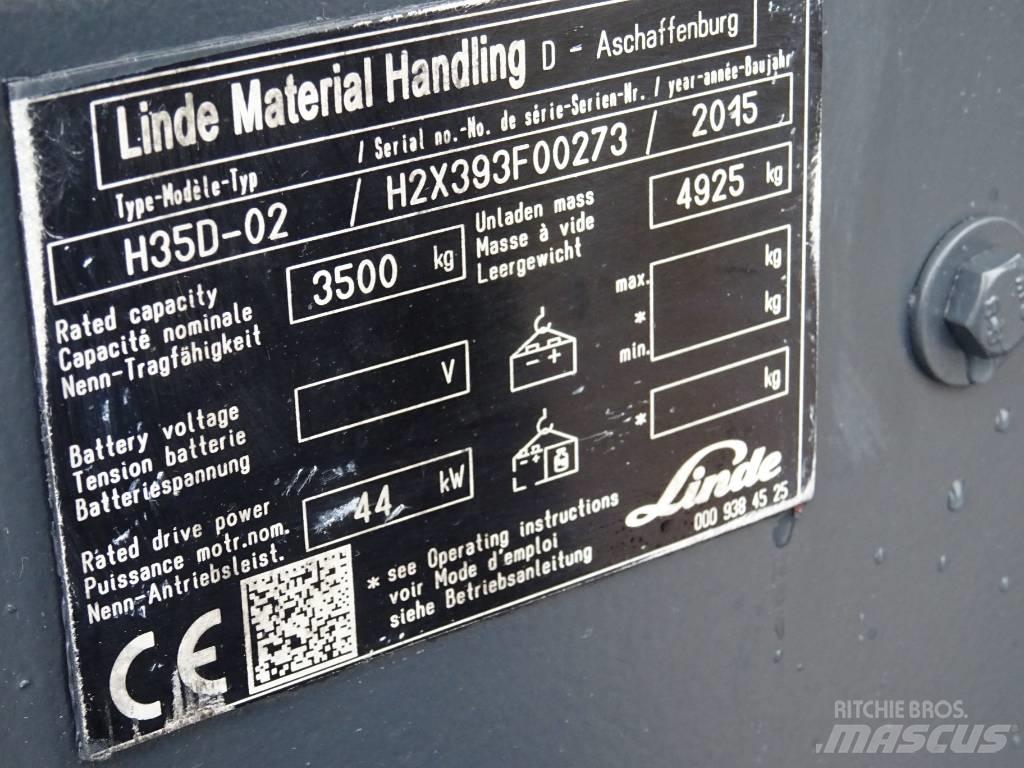 Linde Material Handling D - Aschaffenburg
Type-Modèle-Typ / Serial no.-No. de série-Serien-Nr. / year-année-Baujahr
H35D-02 / H2X393F00273 / 2015
Rated capacity
Capacité nominale
Nenn-Tragfähigkeit
3500 kg
Unladen mass
Masse à vide
Leergewicht
4925 kg
Battery voltage
Tension batterie
Batteriespannung
V
- +
max. kg
* kg
min.
Rated drive power
Puissance motr.nom.
Nenn-Antriebsleist.
44 kW
- +
* kg
* see Operating instructions
voir Mode d'emploi
siehe Betriebsanleitung
Linde
000 938 45 25
CE
RITCHIE BROS.
MASCUS